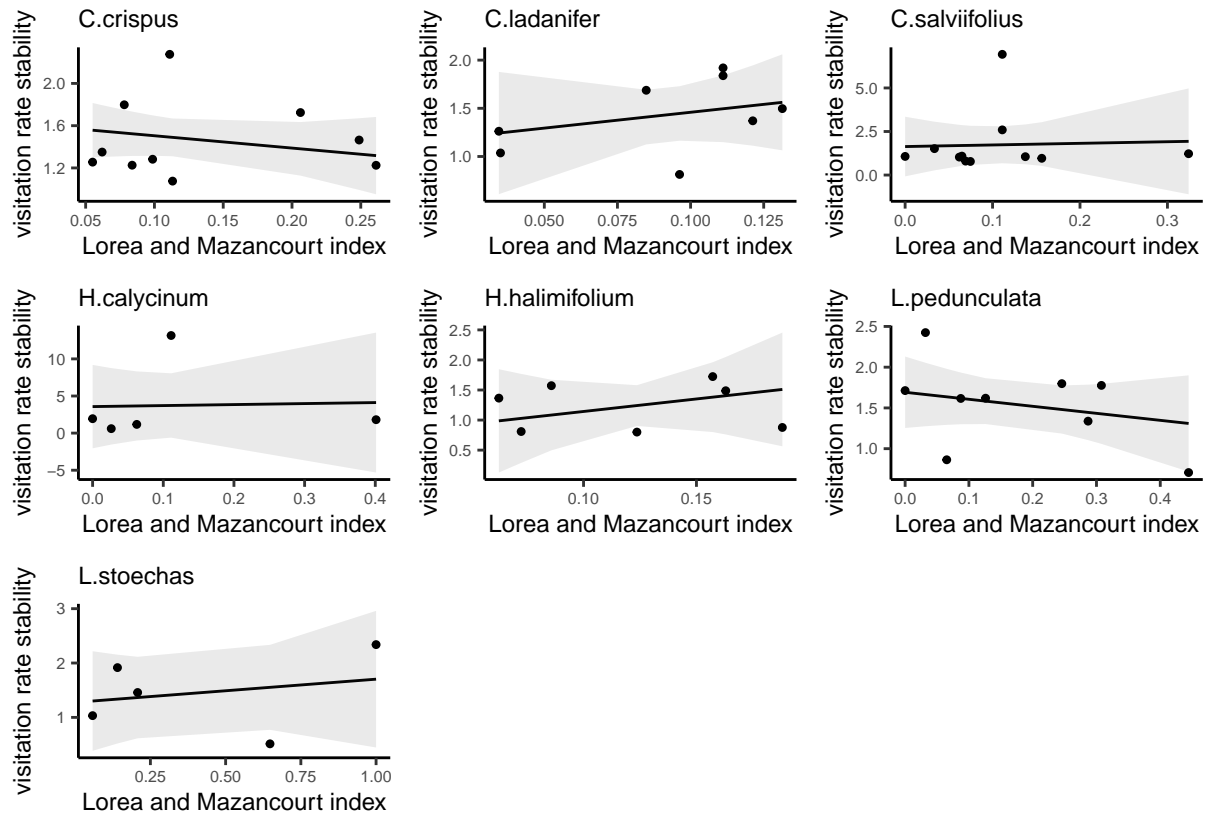 C.crispus
visitation rate stability
2.0
1.6
1.2
0.05 0.10 0.15 0.20 0.25
Lorea and Mazancourt index
C.ladanifer
visitation rate stability
2.0
1.5
1.0
0.050 0.075 0.100 0.125
Lorea and Mazancourt index
C.salviifolius
visitation rate stability
5.0
2.5
0.0
0.0 0.1 0.2 0.3
Lorea and Mazancourt index
H.calycinum
visitation rate stability
10
5
0
−5
0.0 0.1 0.2 0.3 0.4
Lorea and Mazancourt index
H.halimifolium
visitation rate stability
2.5
2.0
1.5
1.0
0.5
0.10 0.15
Lorea and Mazancourt index
L.pedunculata
visitation rate stability
2.5
2.0
1.5
1.0
0.0 0.1 0.2 0.3 0.4
Lorea and Mazancourt index
L.stoechas
visitation rate stability
3
2
1
0.25 0.50 0.75 1.00
Lorea and Mazancourt index